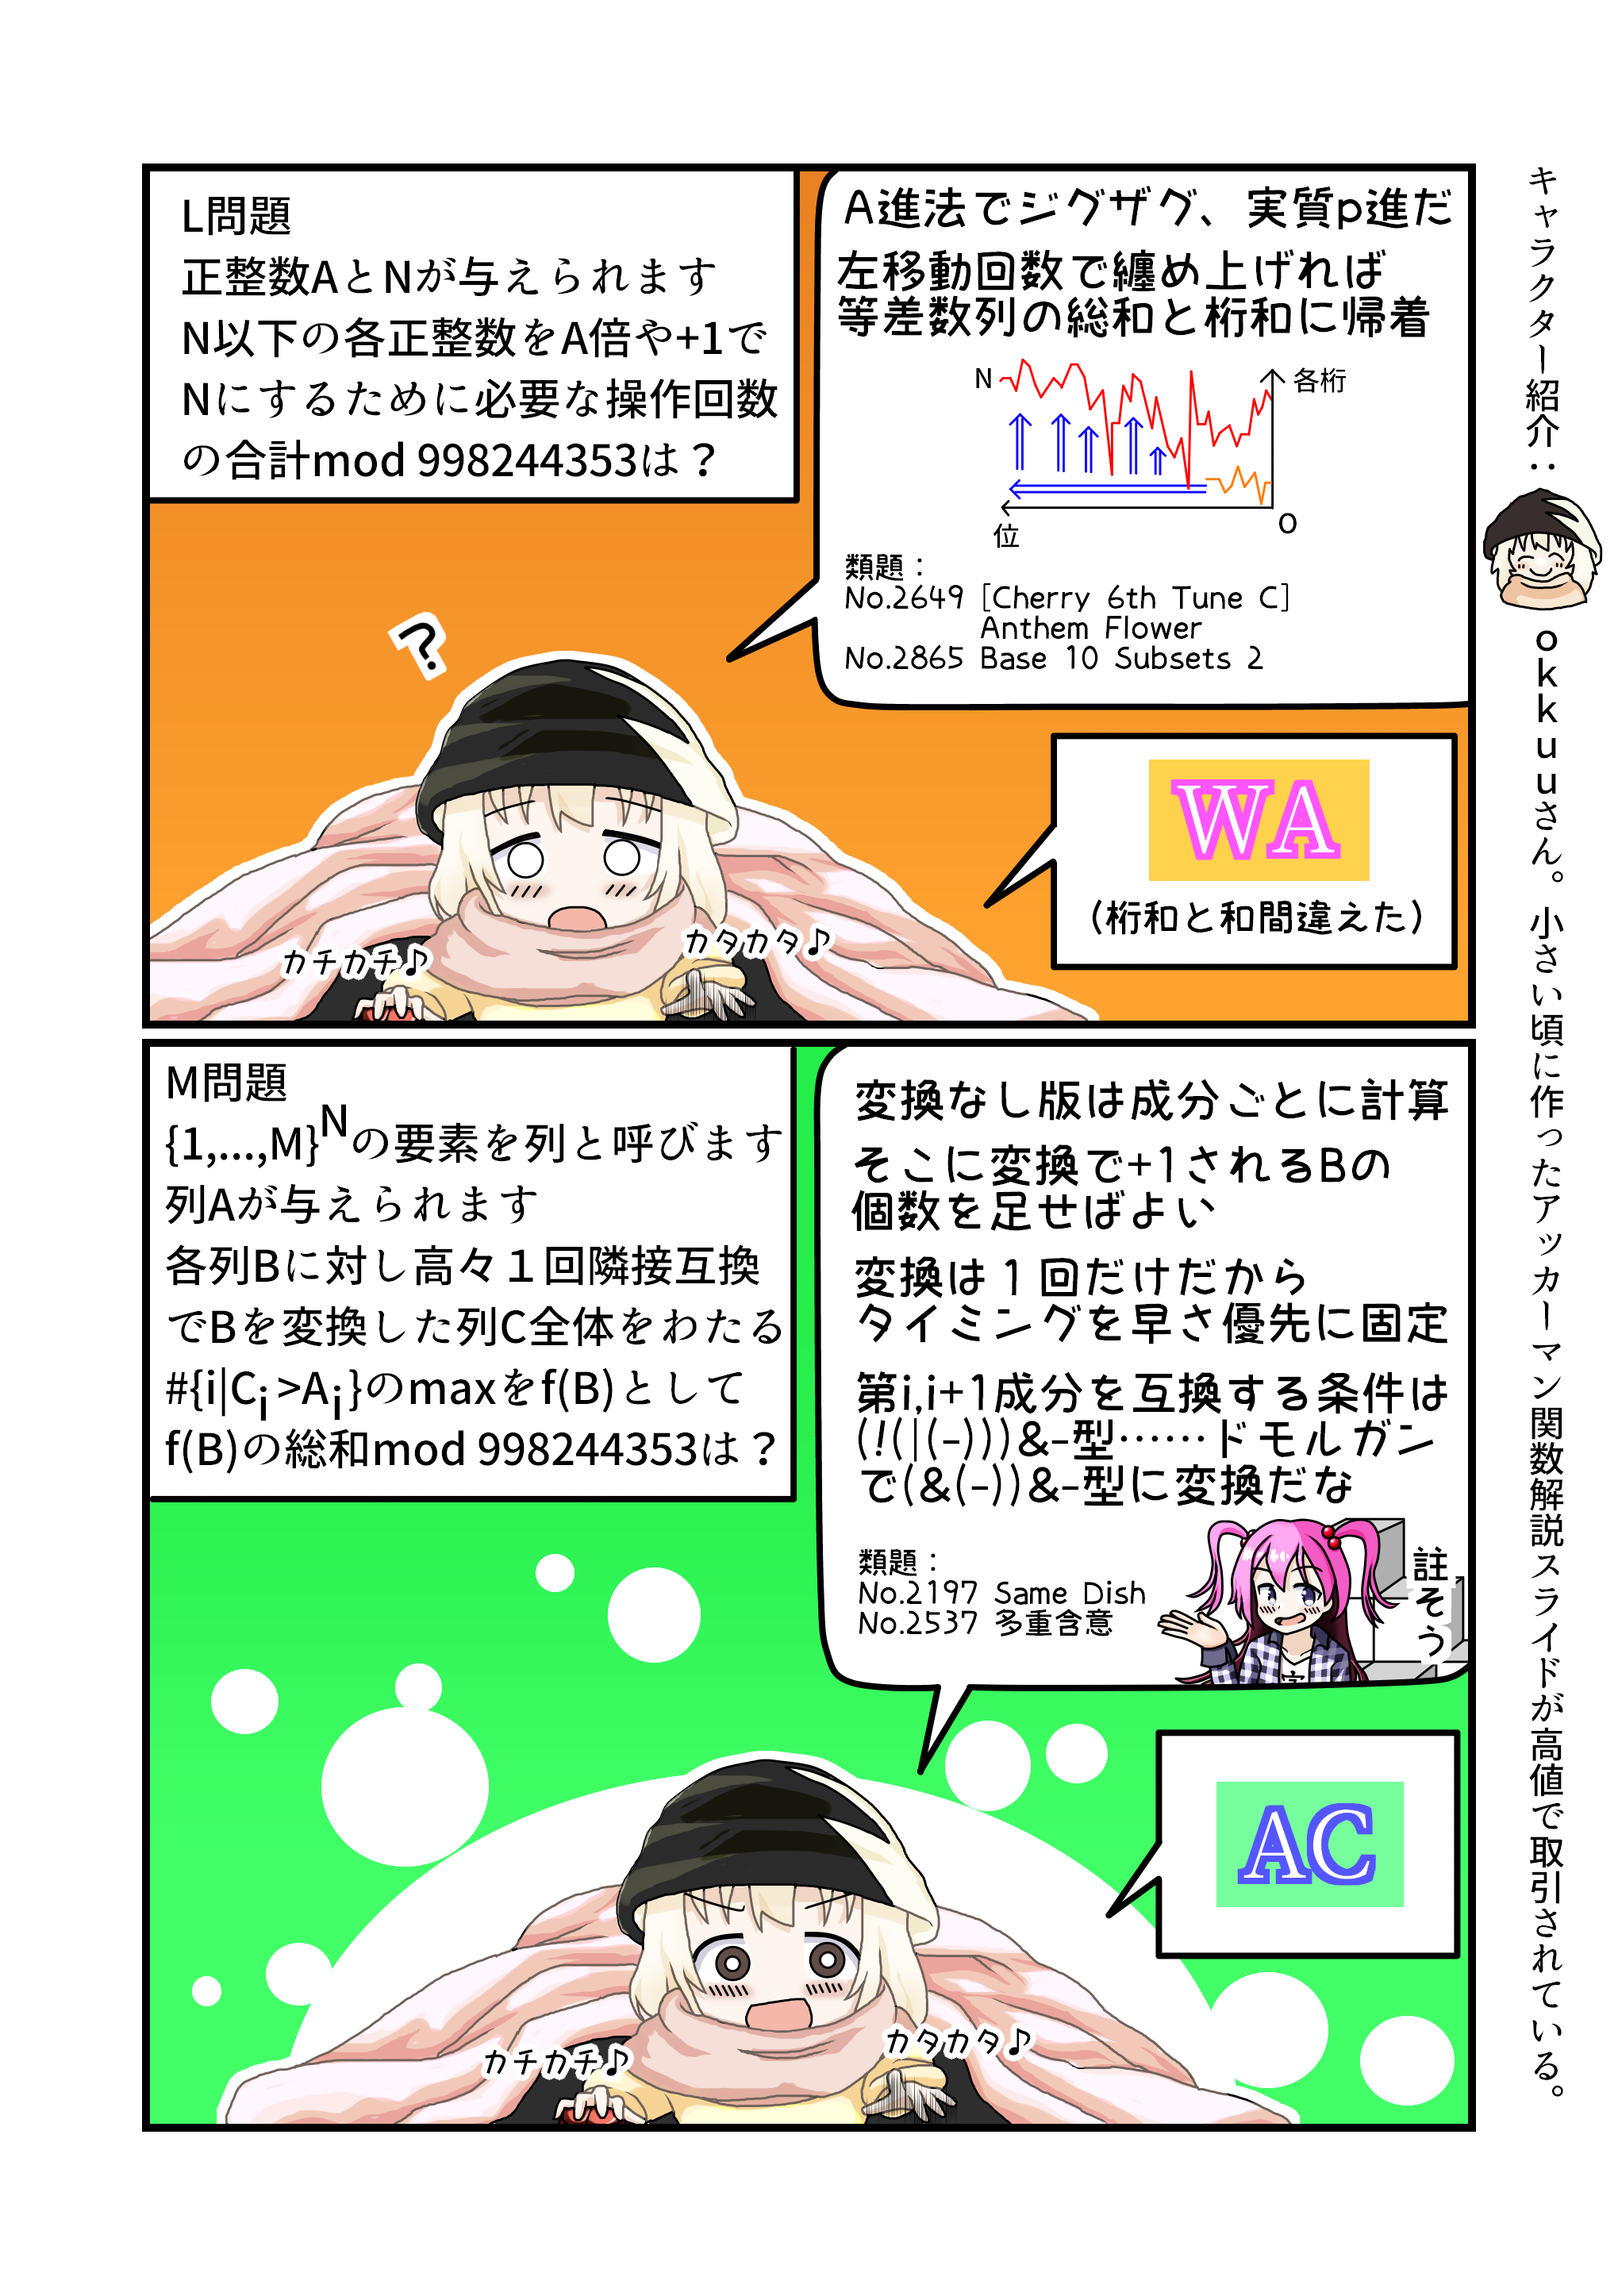 キャラクター紹介：okkuuさん。小さい頃に作ったアッカーマン関数解説スライドが高値で取引されている。
L問題
正整数AとNが与えられます
N以下の各正整数をA倍や+1で
Nにするために必要な操作回数
の合計mod 998244353は？
A進法でジグザグ、実質p進だ
左移動回数で纏め上げれば
等差数列の総和と桁和に帰着
N
各桁
位
O
類題：
No.2649 [Cherry 6th Tune C]
Anthem Flower
No.2865 Base 10 Subsets 2
?
WA
（桁和と和間違えた）
カチカチ♪
カタカタ♪
M問題
{1,...,M}^Nの要素を列と呼びます
列Aが与えられます
各列Bに対し高々１回隣接互換
でBを変換した列C全体をわたる
#{i|C_i >A_i}のmaxをf(B)として
f(B)の総和mod 998244353は？
変換なし版は成分ごとに計算
そこに変換で+1されるBの
個数を足せばよい
変換は１回だけだから
タイミングを早さ優先に固定
第i,i+1成分を互換する条件は
(!(|(-)))&-型……ドモルガン
で(&(-))&-型に変換だな
類題：
No.2197 Same Dish
No.2537 多重含意
註そう
字
AC
カチカチ♪
カタカタ♪